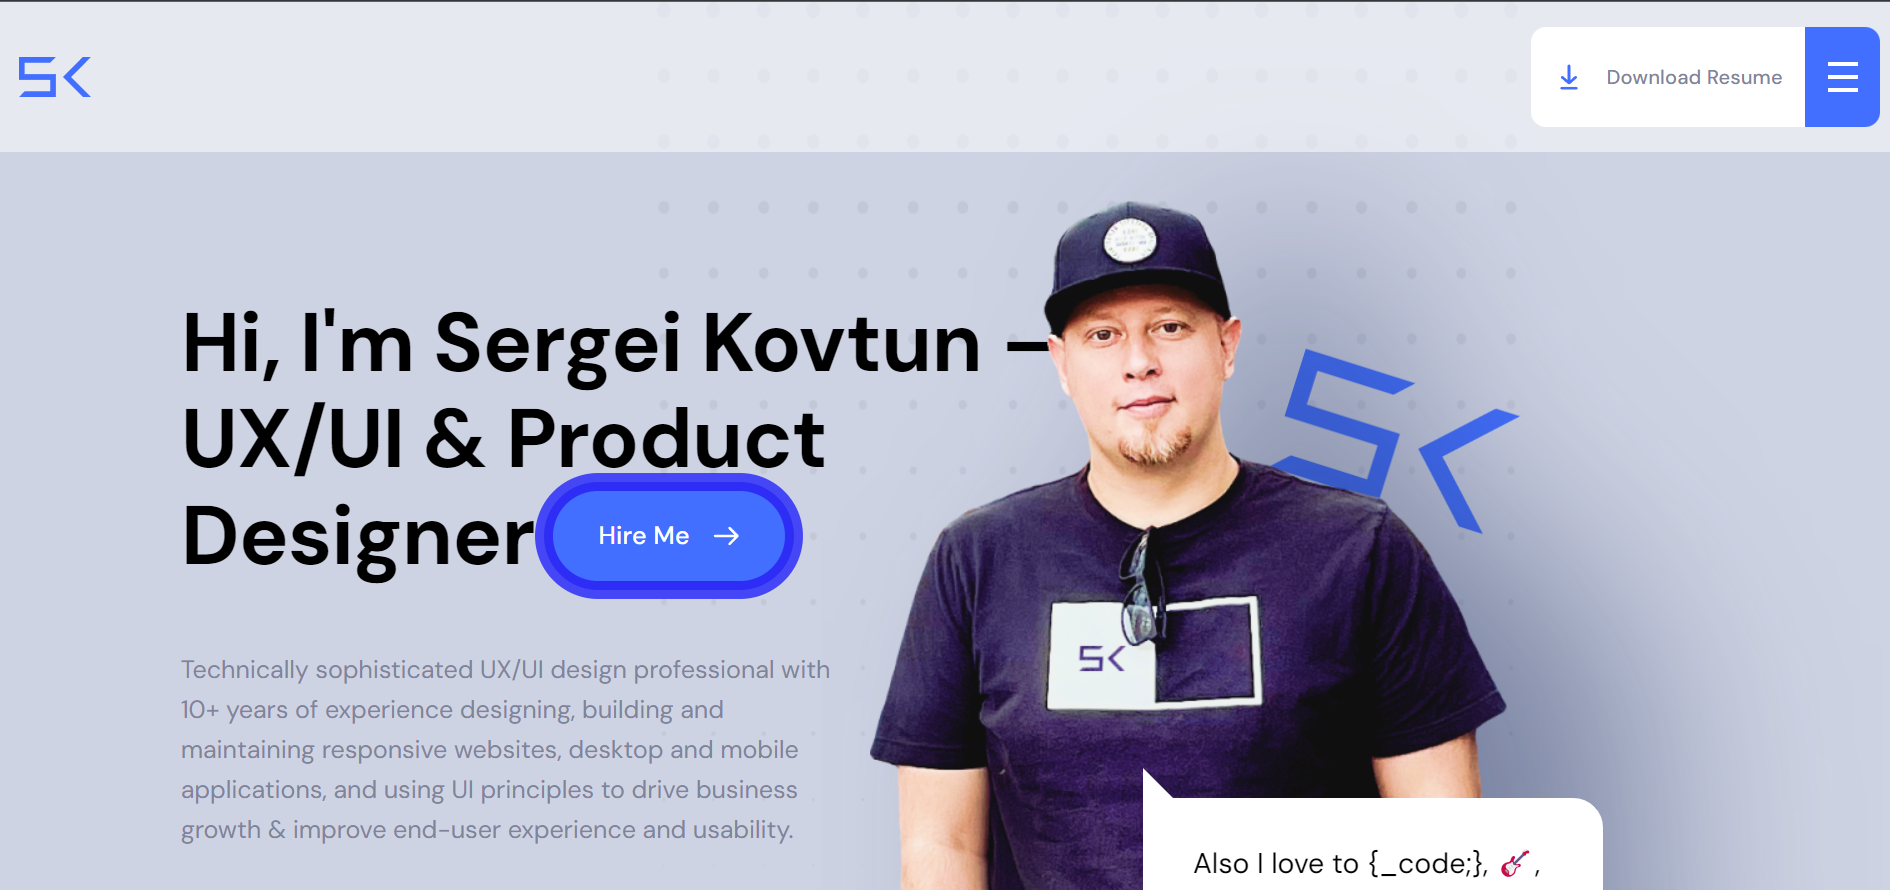 SK
Download Resume
Hi, I'm Sergei Kovtun –
UX/UI & Product
Designer
Hire Me →
SK
SK
Technically sophisticated UX/UI design professional with
10+ years of experience designing, building and
maintaining responsive websites, desktop and mobile
applications, and using UI principles to drive business
growth & improve end-user experience and usability.
Also I love to {_code;}, 🎸,